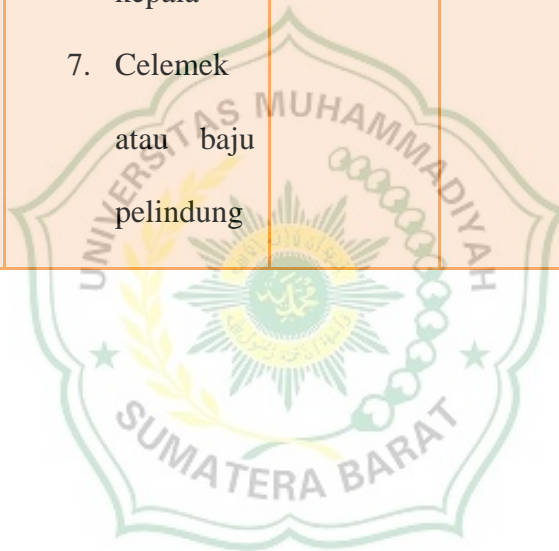 7. Celemek
atau baju
pelindung
UNIVERSITAS MUHAMMADIYAH
SUMATERA BARAT